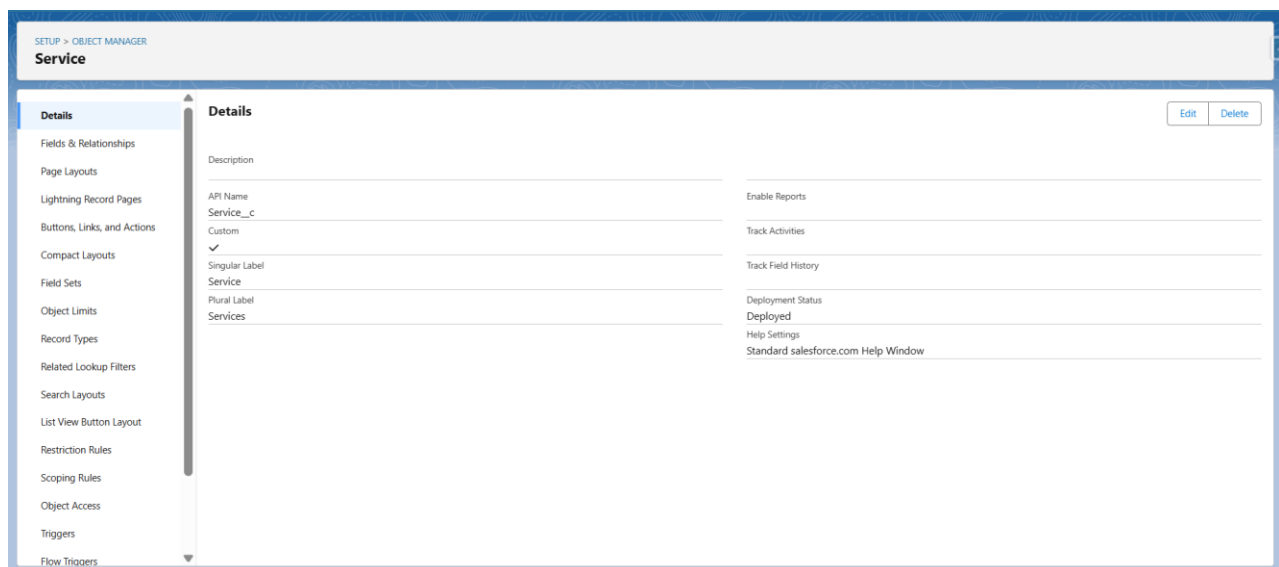 SETUP > OBJECT MANAGER
Service
Details
Fields & Relationships
Page Layouts
Lightning Record Pages
Buttons, Links, and Actions
Compact Layouts
Field Sets
Object Limits
Record Types
Related Lookup Filters
Search Layouts
List View Button Layout
Restriction Rules
Scoping Rules
Object Access
Triggers
Flow Triggers
Details
Edit Delete
Description
API Name
Service__c
Custom
Singular Label
Service
Plural Label
Services
Enable Reports
Track Activities
Track Field History
Deployment Status
Deployed
Help Settings
Standard salesforce.com Help Window